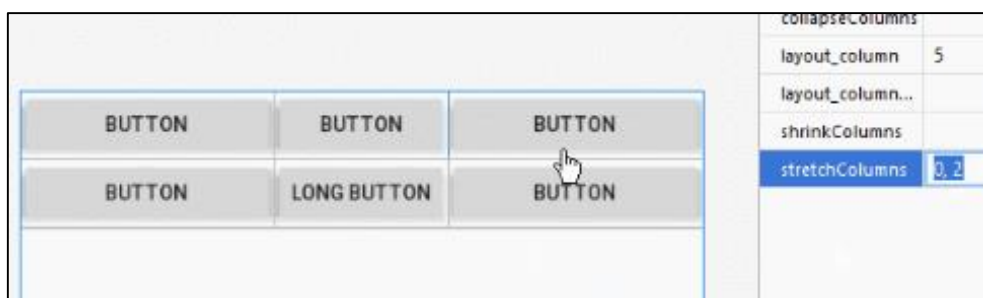 collapseColumns
layout_column 5
layout_column...
BUTTON BUTTON BUTTON
shrinkColumns
stretchColumns 0, 2
BUTTON LONG BUTTON BUTTON